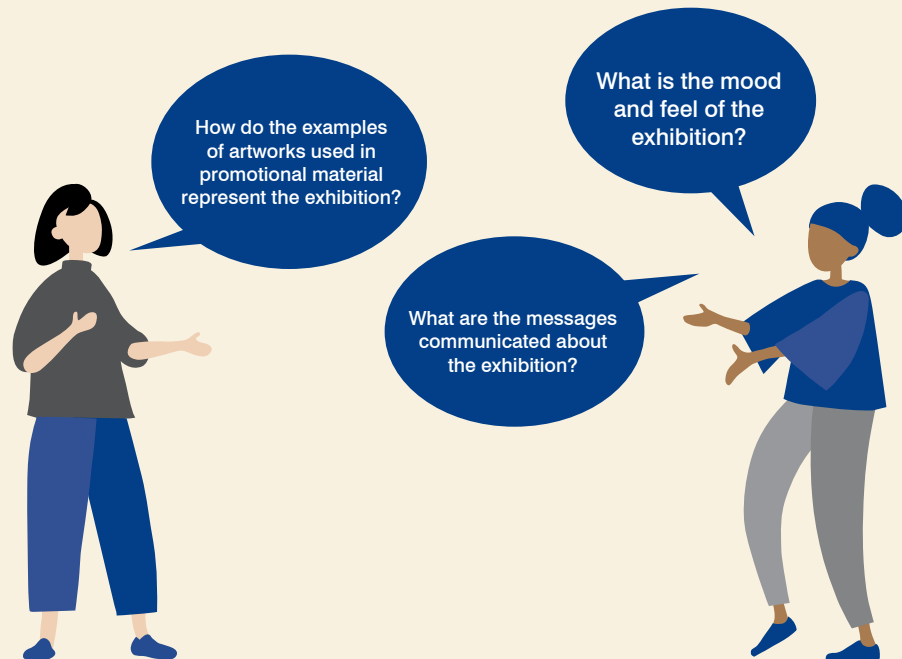 How do the examples
of artworks used in
promotional material
represent the exhibition?
What is the mood
and feel of the
exhibition?
What are the messages
communicated about
the exhibition?